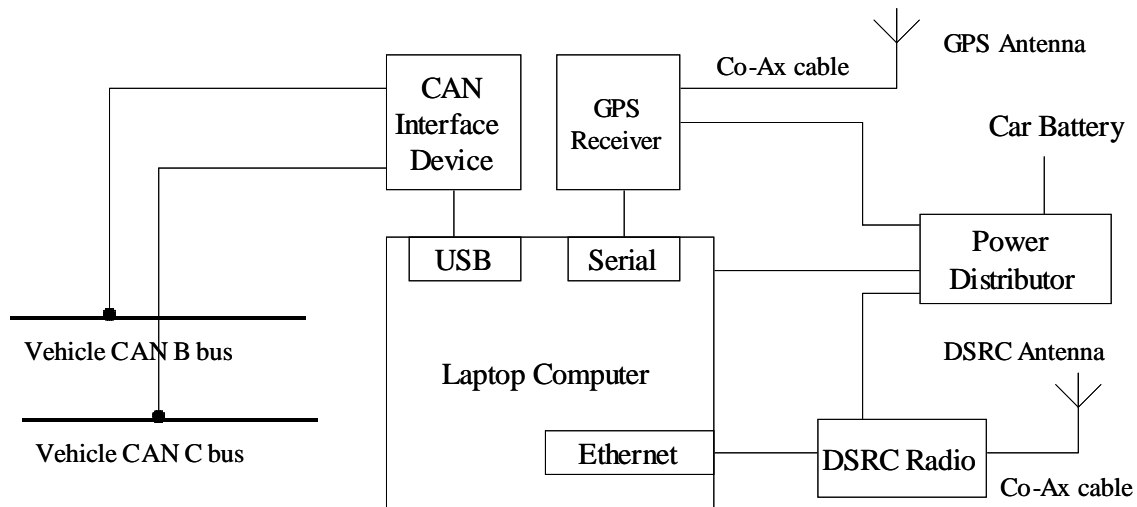 GPS Antenna
Co-Ax cable
CAN
Interface
Device
GPS
Receiver
Car Battery
Power
Distributor
USB
Serial
Vehicle CAN B bus
Laptop Computer
DSRC Antenna
Vehicle CAN C bus
Ethernet
DSRC Radio
Co-Ax cable